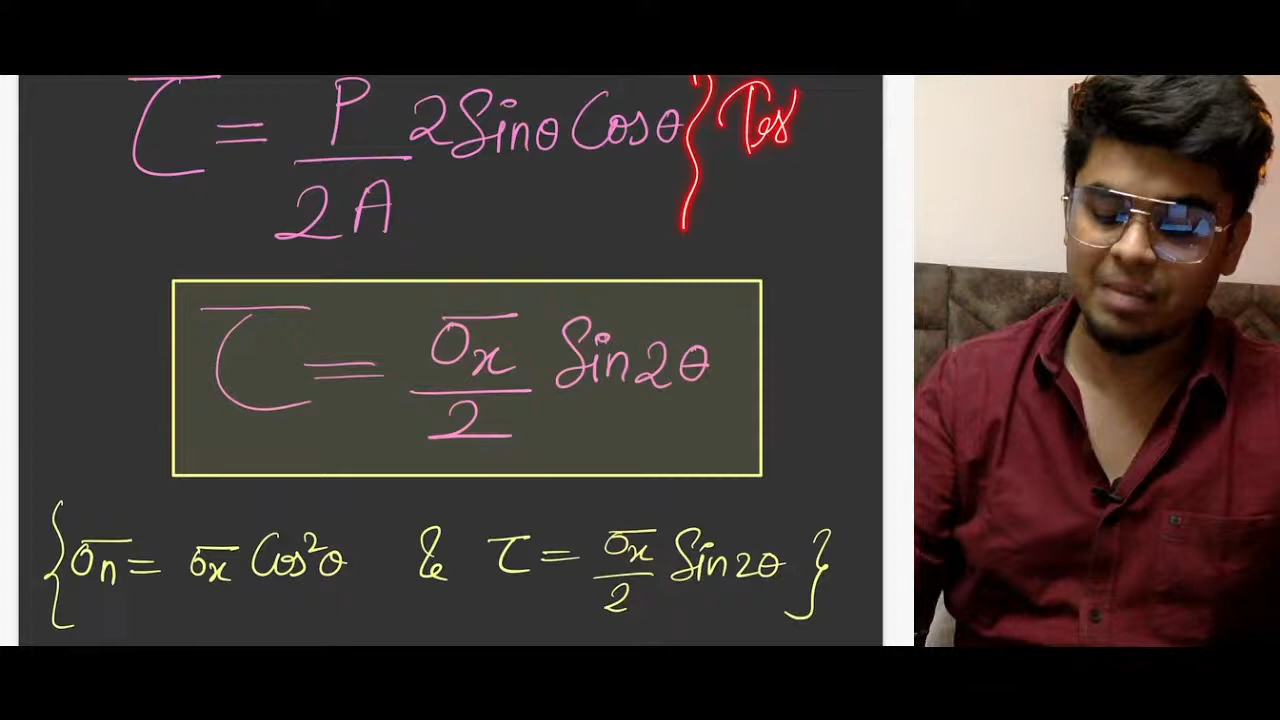 τ = P/2A 2Sinθ Cosθ }
τ = σx/2 Sin2θ
{σn = σx Cos²θ & τ = σx/2 Sin2θ}